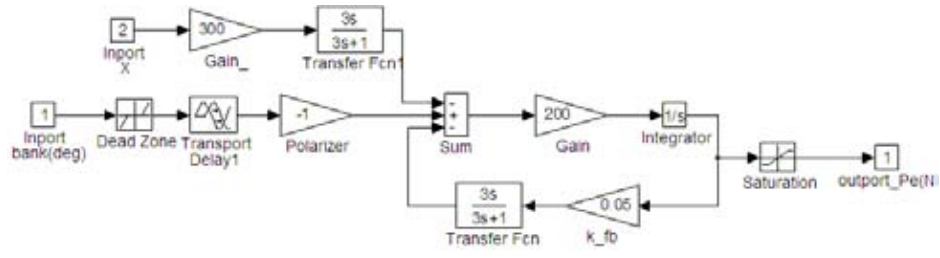 2
Inport
X
300
Gain_
3s
3s+1
Transfer Fcn1
1
Inport
bank(deg)
Dead Zone
Transport
Delay1
-1
Polarizer
-
+
-
Sum
200
Gain
1/s
Integrator
Saturation
1
outport_Pe(N
3s
3s+1
Transfer Fcn
0.05
k_fb